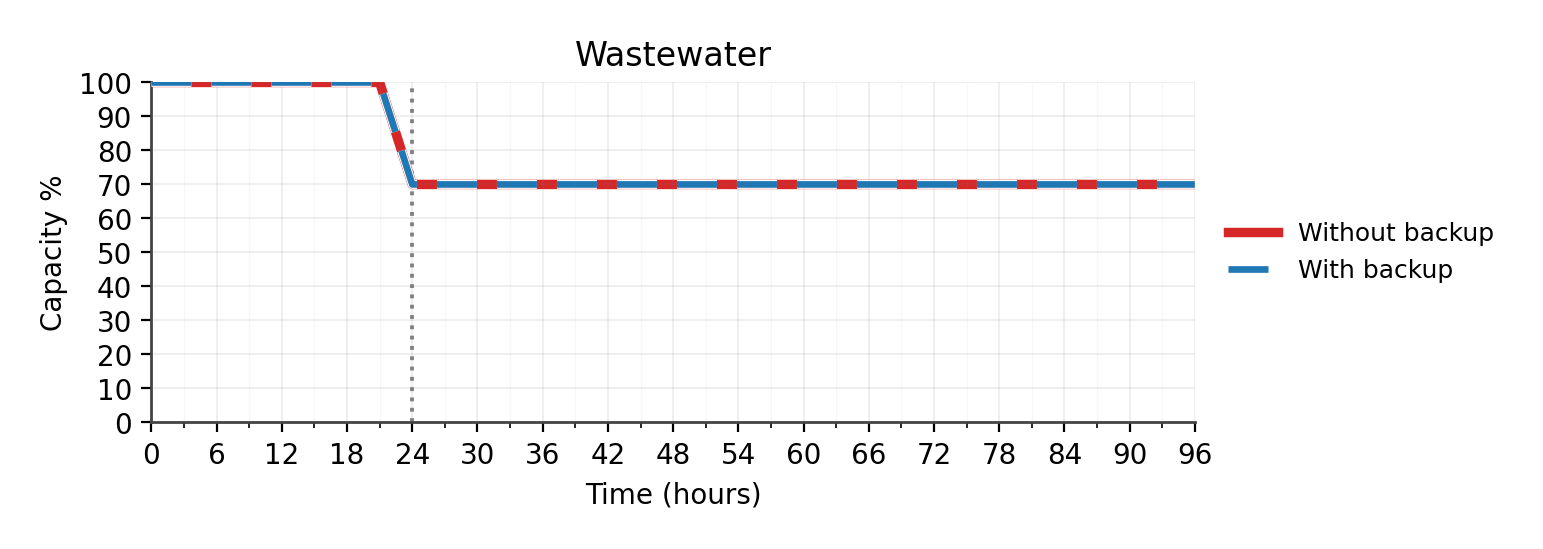 Wastewater
100
90
80
70
60
50
40
30
20
10
0
Capacity %
0 6 12 18 24 30 36 42 48 54 60 66 72 78 84 90 96
Time (hours)
Without backup
With backup